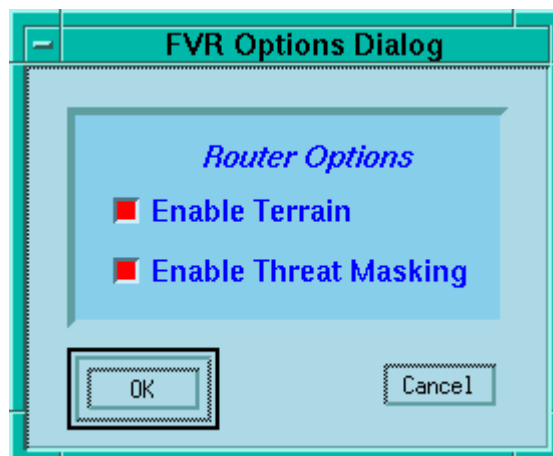 FVR Options Dialog
Router Options
Enable Terrain
Enable Threat Masking
OK
Cancel